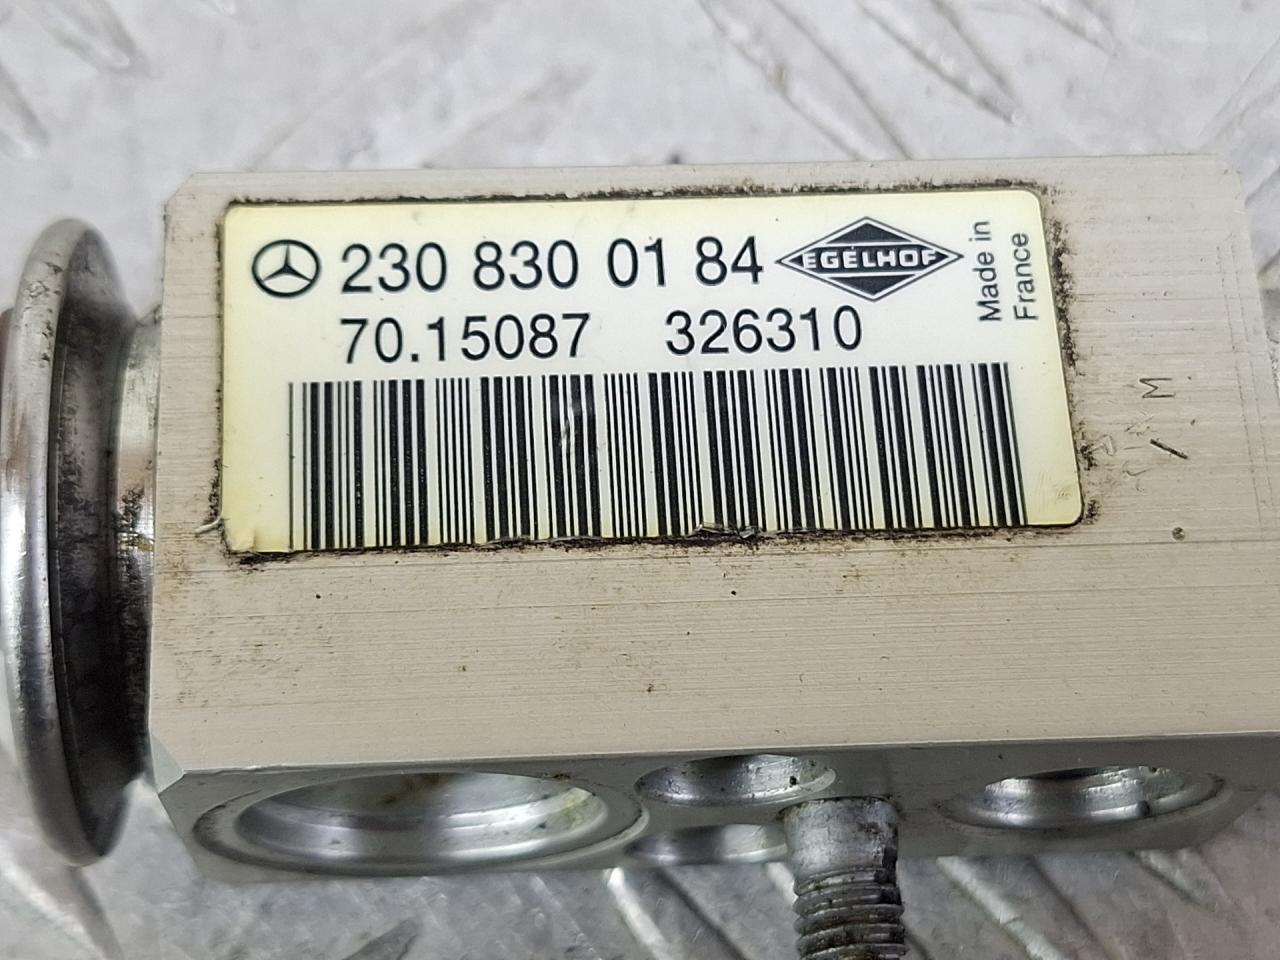 230 830 01 84 EGELHOF
70.15087 326310
Made in
France
M